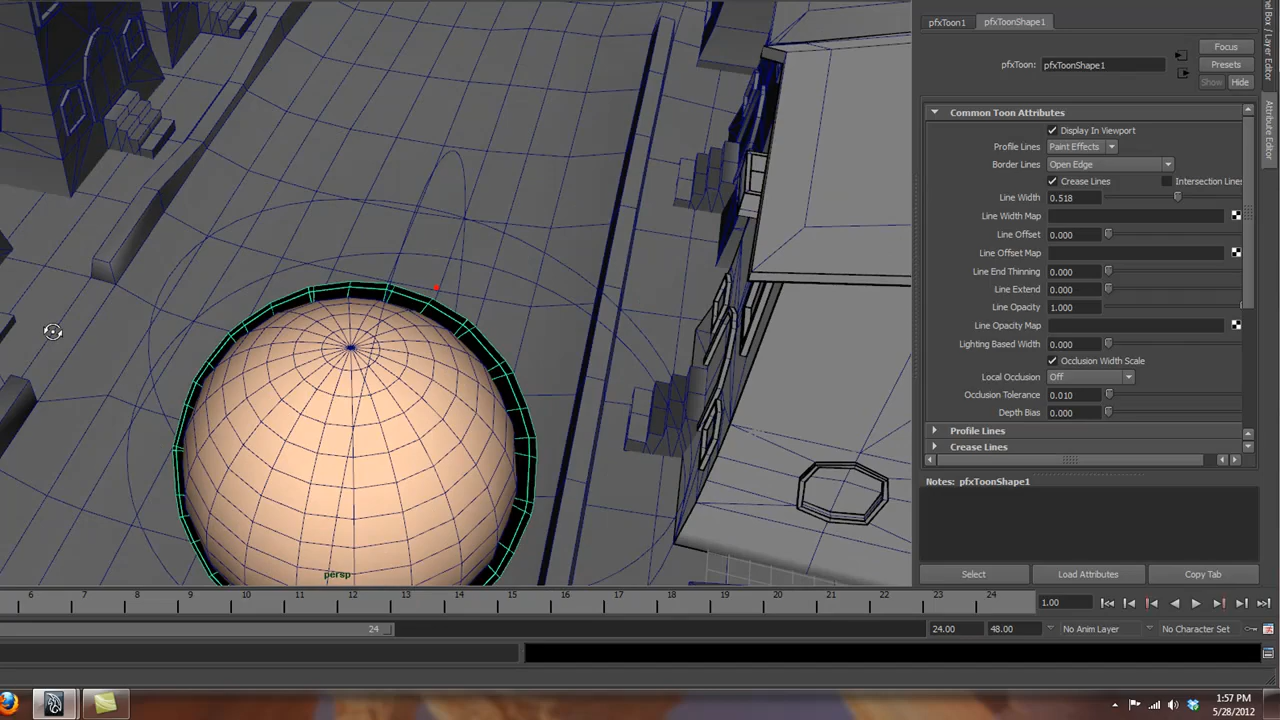 pfxToon1 pfxToonShape1
pfxToon: pfxToonShape1
Focus
Presets
Show Hide
Common Toon Attributes
Display In Viewport
Profile Lines Paint Effects
Border Lines Open Edge
Crease Lines Intersection Lines
Line Width 0.518
Line Width Map
Line Offset 0.000
Line Offset Map
Line End Thinning 0.000
Line Extend 0.000
Line Opacity 1.000
Line Opacity Map
Lighting Based Width 0.000
Occlusion Width Scale
Local Occlusion Off
Occlusion Tolerance 0.010
Depth Bias 0.000
Profile Lines
Crease Lines
Notes: pfxToonShape1
Select Load Attributes Copy Tab
Box / Layer Editor
Attribute Editor
persp
6 7 8 9 10 11 12 13 14 15 16 17 18 19 20 21 22 23 24
1.00
24
24.00 48.00 No Anim Layer No Character Set
1:57 PM
5/28/2012